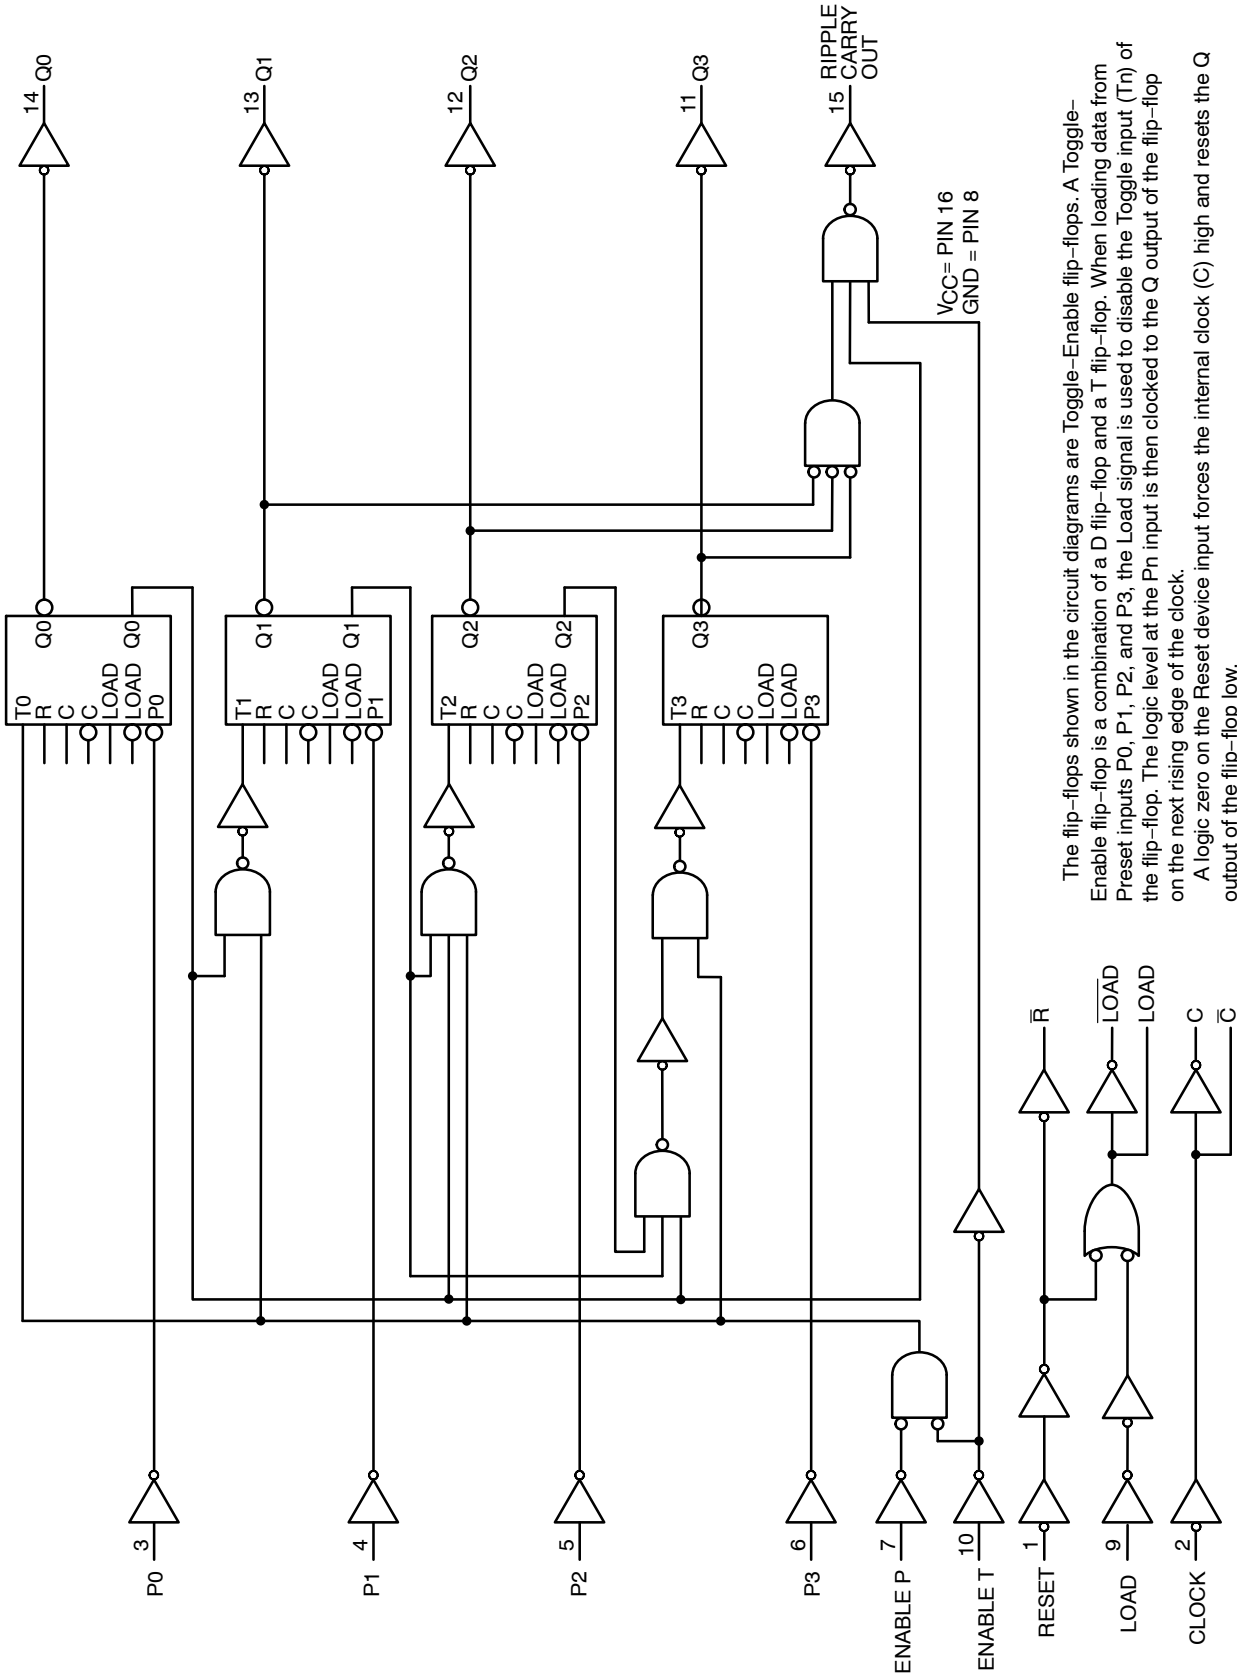 3
P0
4
P1
5
P2
6
P3
7
ENABLE P
10
ENABLE T
1
RESET
9
LOAD
2
CLOCK
T0
R
C
C
LOAD
LOAD
P0
Q0
Q0
T1
R
C
C
LOAD
LOAD
P1
Q1
Q1
T2
R
C
C
LOAD
LOAD
P2
Q2
Q2
T3
R
C
C
LOAD
LOAD
P3
Q3
R̅
L̅O̅A̅D̅
LOAD
C
C̅
14
Q0
13
Q1
12
Q2
11
Q3
15
RIPPLE
CARRY
OUT
VCC= PIN 16
GND = PIN 8
The flip−flops shown in the circuit diagrams are Toggle−Enable flip−flops. A Toggle−
Enable flip−flop is a combination of a D flip−flop and a T flip−flop. When loading data from
Preset inputs P0, P1, P2, and P3, the Load signal is used to disable the Toggle input (Tn) of
the flip−flop. The logic level at the Pn input is then clocked to the Q output of the flip−flop
on the next rising edge of the clock.
A logic zero on the Reset device input forces the internal clock (C) high and resets the Q
output of the flip−flop low.